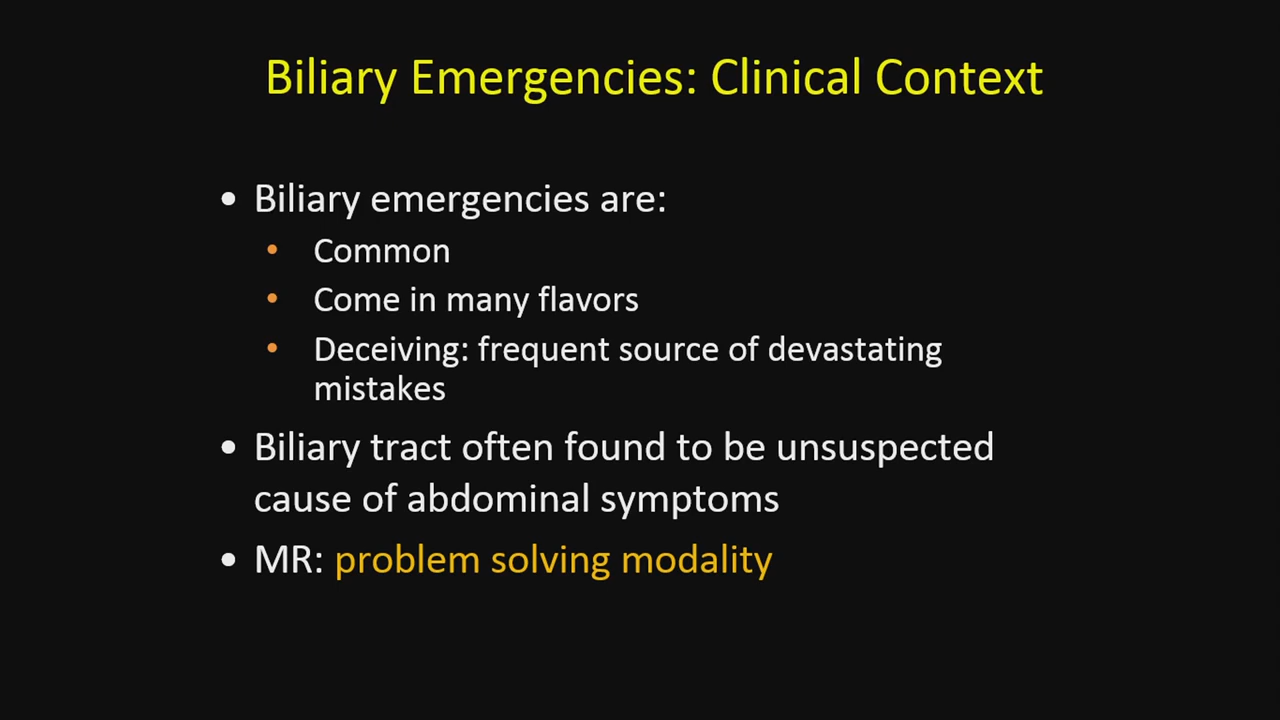 Biliary Emergencies: Clinical Context
• Biliary emergencies are:
• Common
• Come in many flavors
• Deceiving: frequent source of devastating
mistakes
• Biliary tract often found to be unsuspected
cause of abdominal symptoms
• MR: problem solving modality